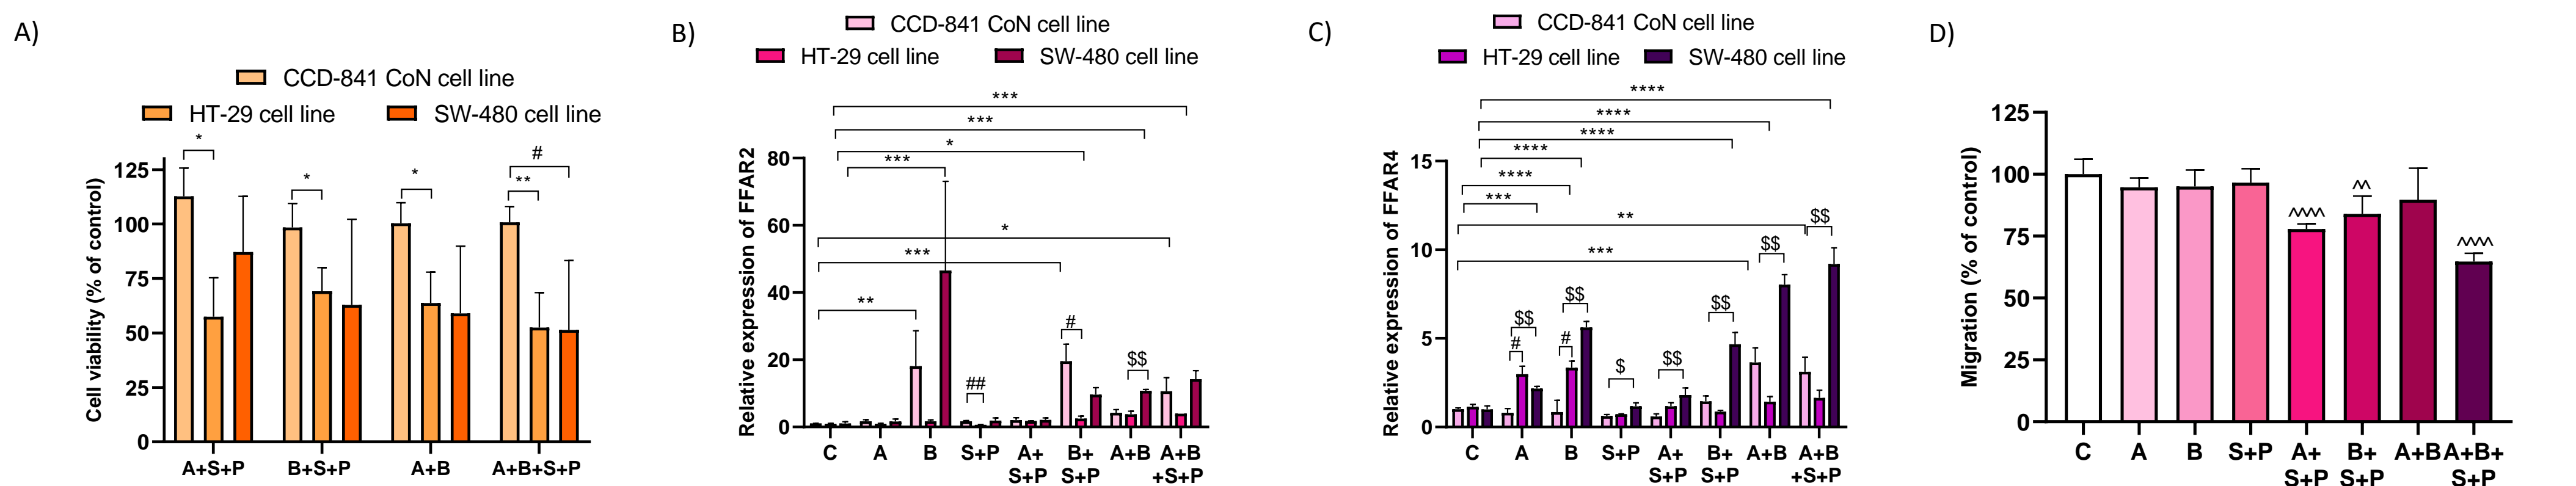 A)
CCD-841 CoN cell line
HT-29 cell line SW-480 cell line
Cell viability (% of control)
125
100
75
50
25
0
*
*
*
**
#
A+S+P B+S+P A+B A+B+S+P
B)
CCD-841 CoN cell line
HT-29 cell line SW-480 cell line
Relative expression of FFAR2
80
60
40
20
0
***
***
*
***
*
***
**
##
#
$$
C A B S+P A+ B+ A+B A+B
S+P S+P +S+P
C)
CCD-841 CoN cell line
HT-29 cell line SW-480 cell line
Relative expression of FFAR4
15
10
5
0
****
****
****
****
****
***
**
***
$$
#
$$
#
$
$$
$$
$$
$$
C A B S+P A+ B+ A+B A+B
S+P S+P +S+P
D)
Migration (% of control)
125
100
75
50
25
0
^^^^
^^
^^^^
C A B S+P A+ B+ A+B A+B+
S+P S+P S+P